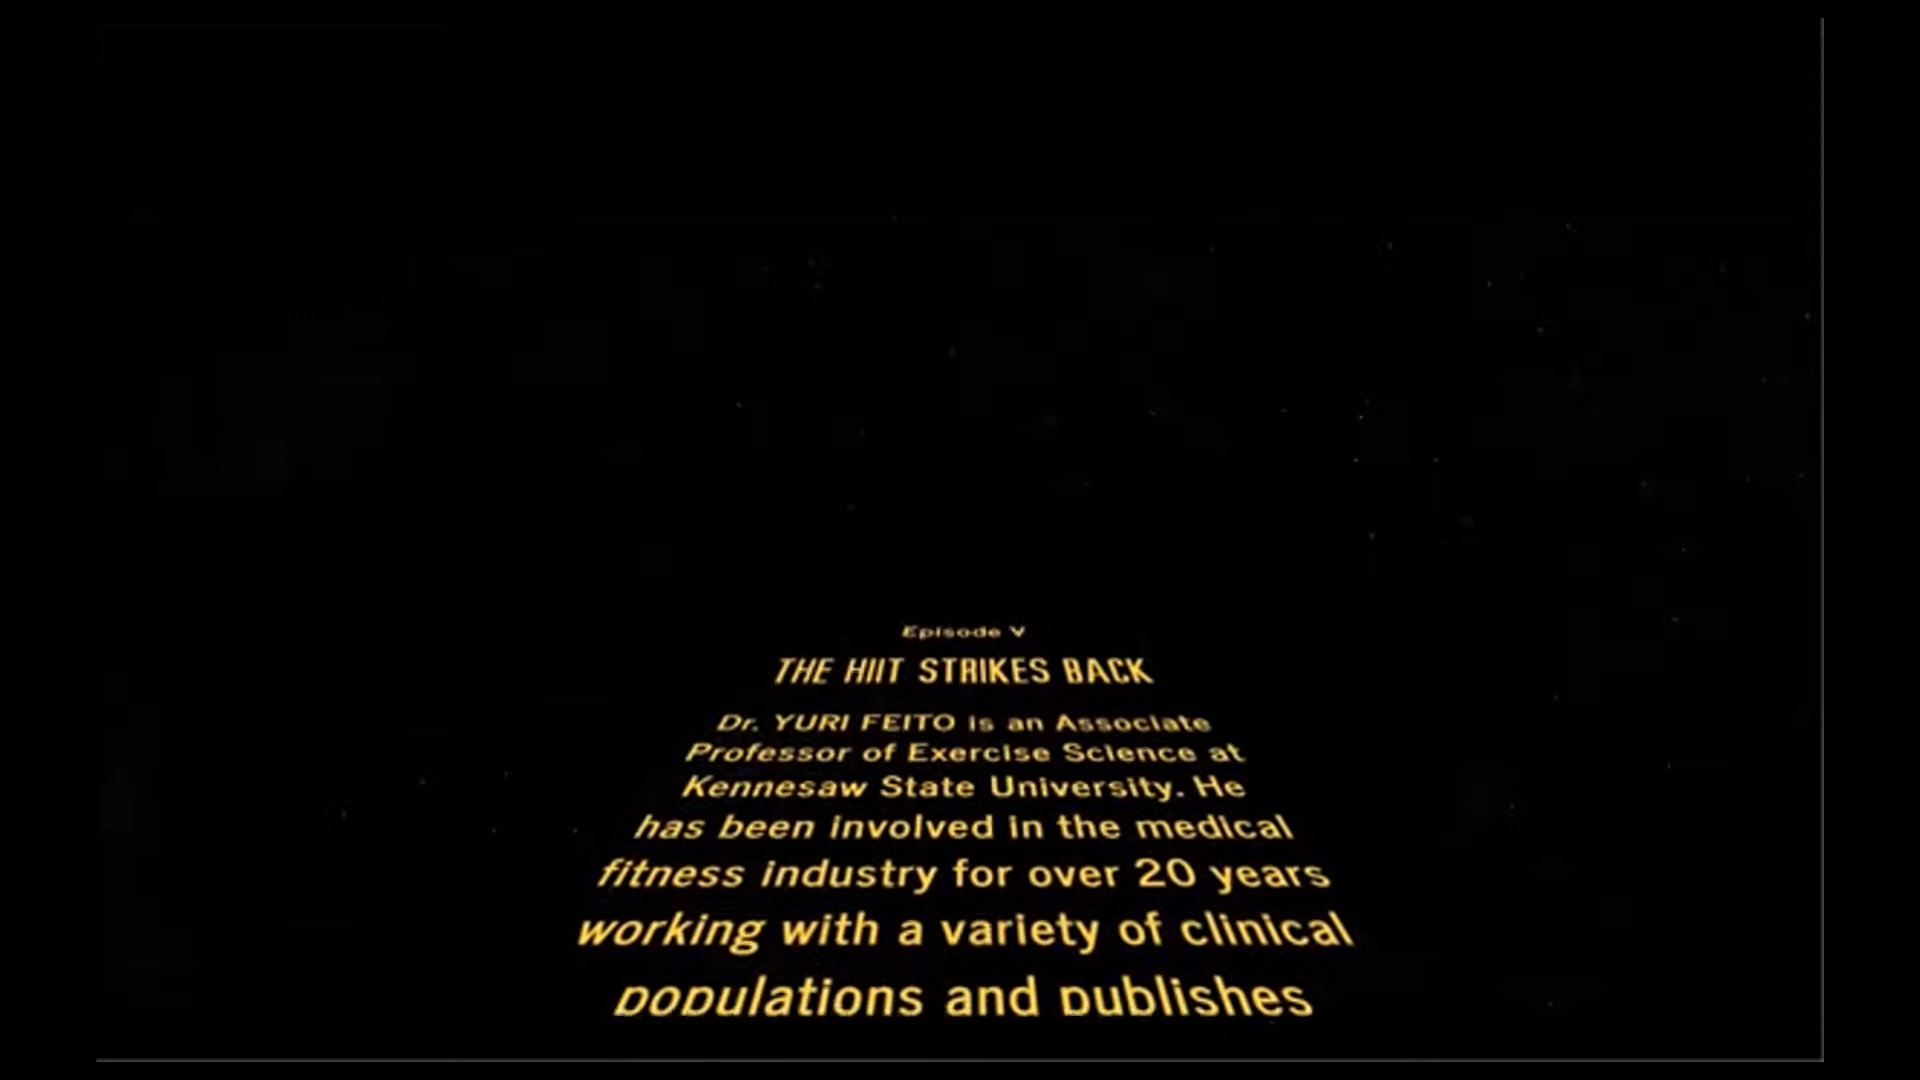 Episode V
THE HIIT STRIKES BACK
Dr. YURI FEITO is an Associate
Professor of Exercise Science at
Kennesaw State University. He
has been involved in the medical
fitness industry for over 20 years
working with a variety of clinical
populations and publishes